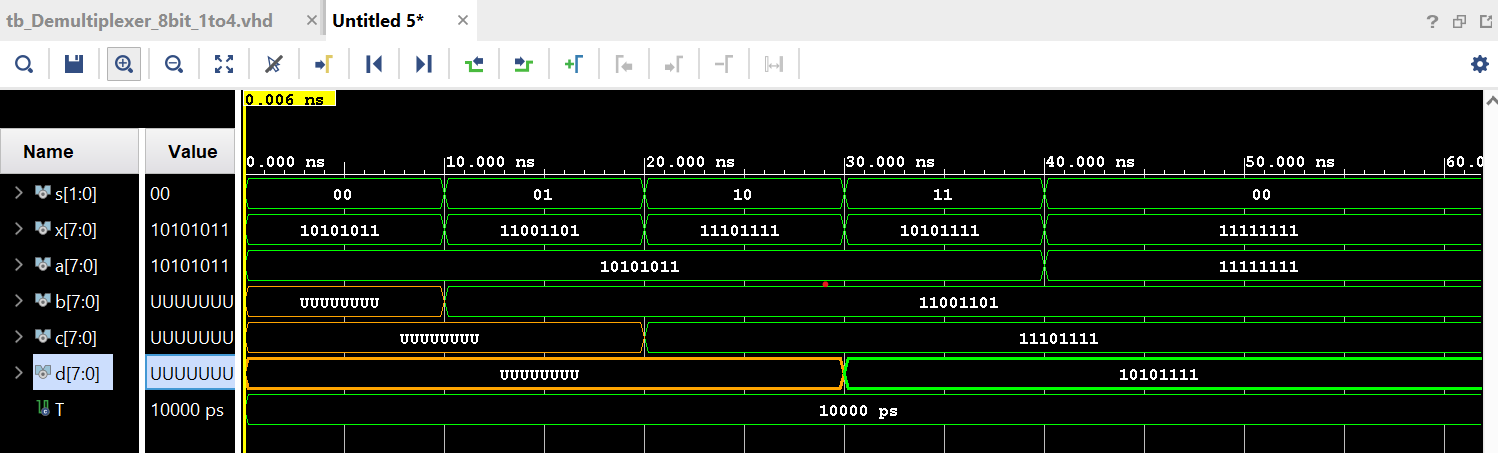 tb_Demultiplexer_8bit_1to4.vhd × Untitled 5* ×
?
0.006 ns
Name Value
0.000 ns 10.000 ns 20.000 ns 30.000 ns 40.000 ns 50.000 ns 60.0
s[1:0] 00 00 01 10 11 00
x[7:0] 10101011 10101011 11001101 11101111 10101111 11111111
a[7:0] 10101011 10101011 11111111
b[7:0] UUUUUUU UUUUUUUU 11001101
c[7:0] UUUUUUU UUUUUUUU 11101111
d[7:0] UUUUUUU UUUUUUUU 10101111
T 10000 ps 10000 ps